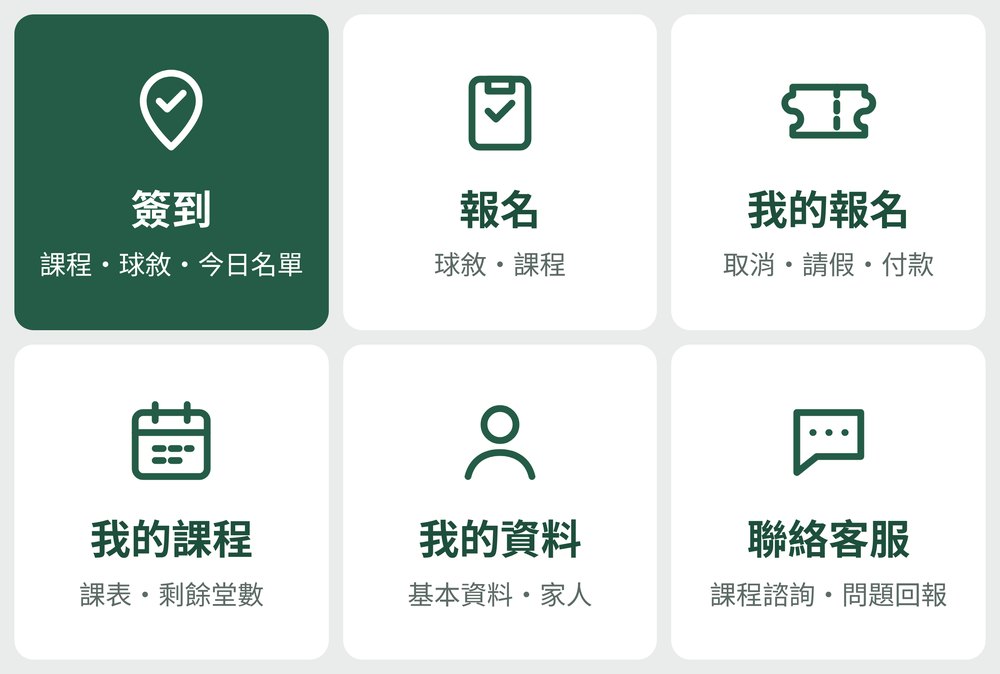 簽到
課程・球敘・今日名單
報名
球敘・課程
我的報名
取消・請假・付款
我的課程
課表・剩餘堂數
我的資料
基本資料・家人
聯絡客服
課程諮詢・問題回報